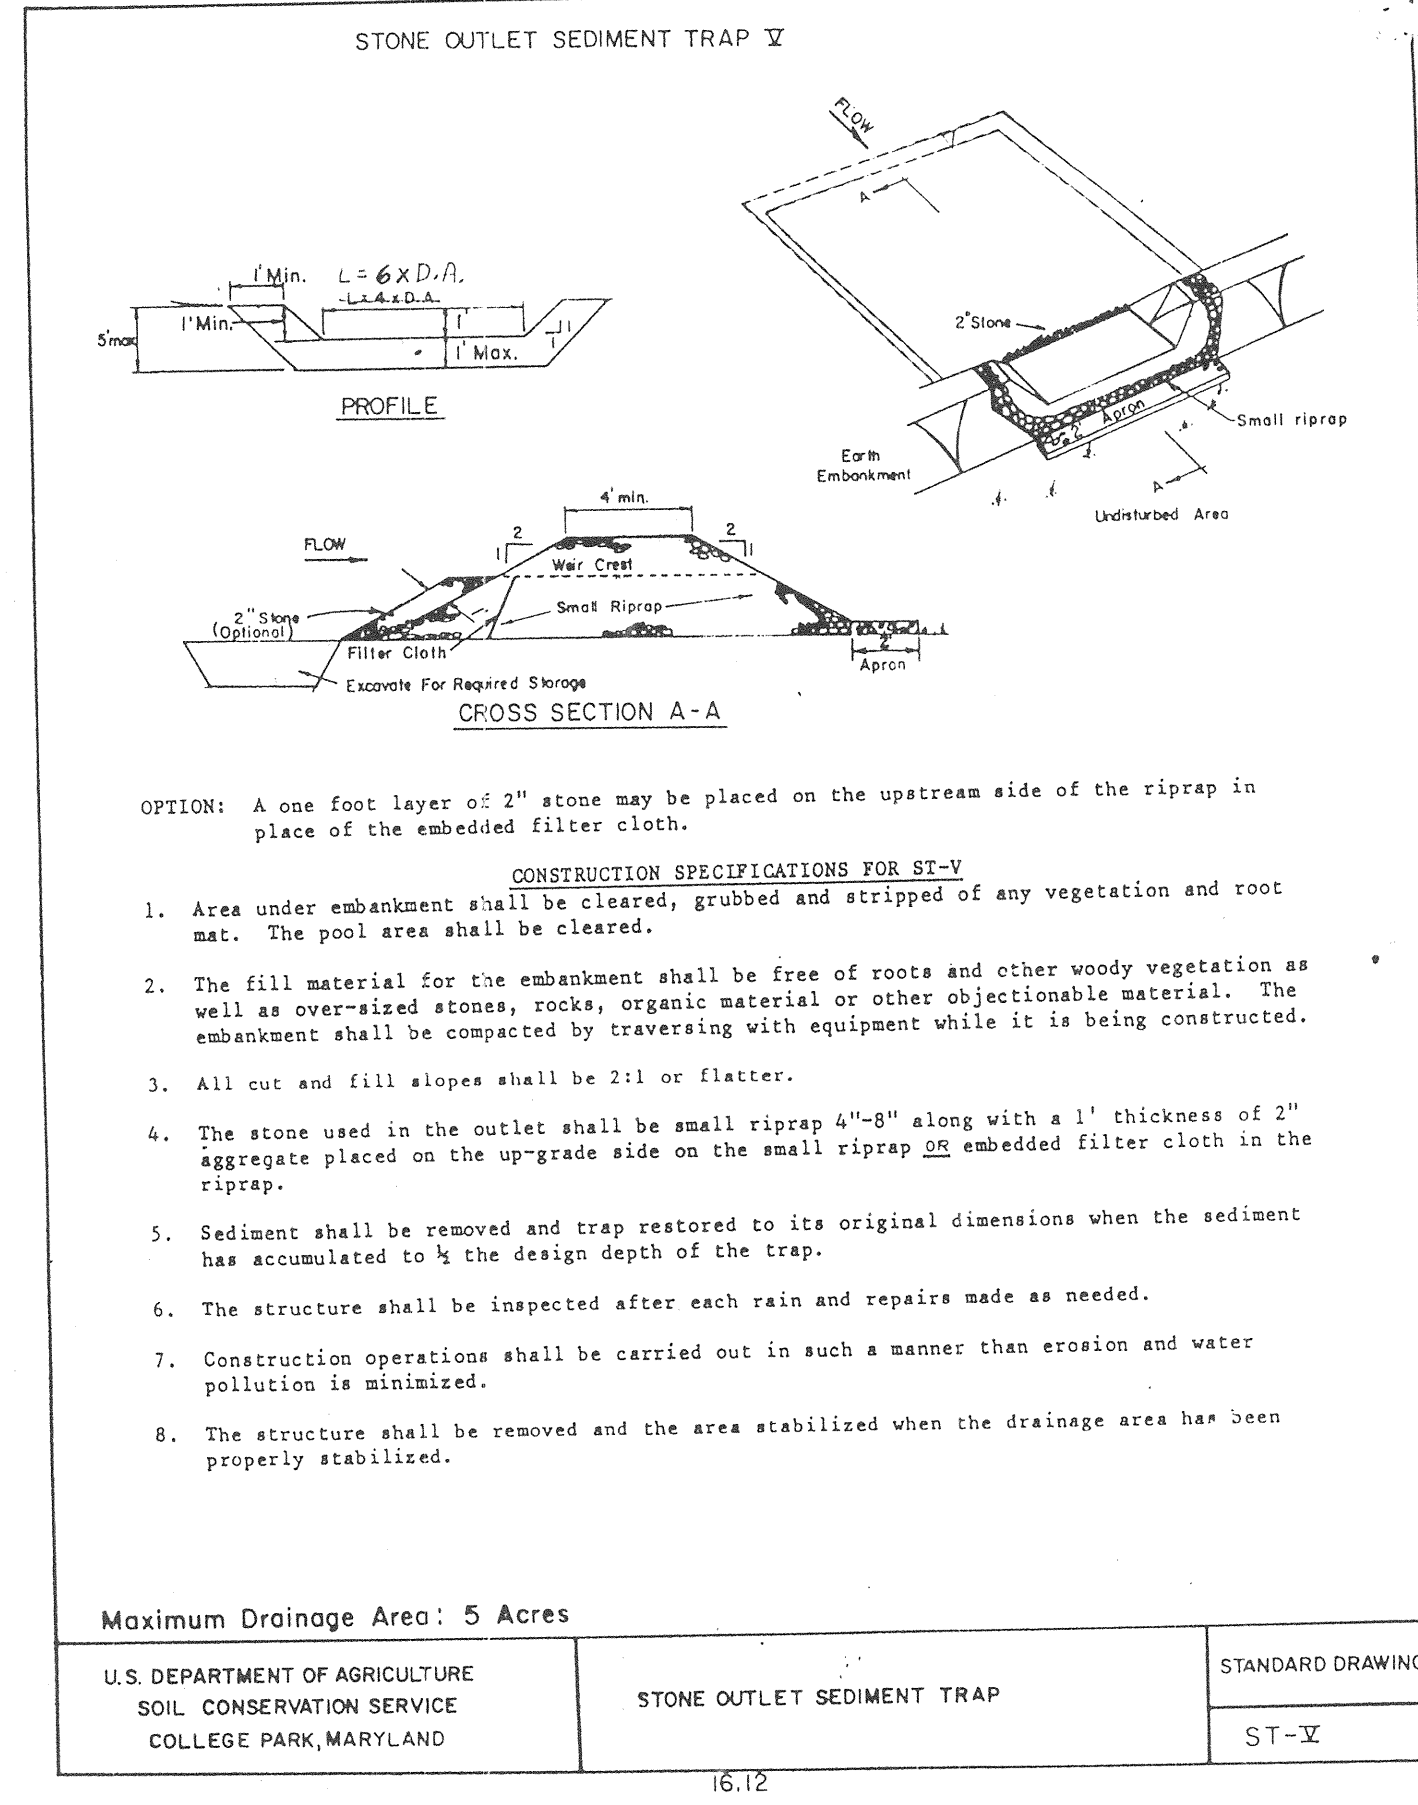 STONE OUTLET SEDIMENT TRAP V
FLOW
A
1' Min.
L = 6 X D.A.
L = 4 x D.A.
1' Min.
1'
1
1
5' max
1' Max.
PROFILE
2" Stone
2' Apron
Small riprap
Earth
Embankment
A
Undisturbed Area
4' min.
FLOW
2
1
2
1
Weir Crest
2" Stone
(Optional)
Small Riprap
Filter Cloth
2'
Apron
Excavate For Required Storage
CROSS SECTION A-A
OPTION: A one foot layer of 2" stone may be placed on the upstream side of the riprap in
place of the embedded filter cloth.
CONSTRUCTION SPECIFICATIONS FOR ST-V
1. Area under embankment shall be cleared, grubbed and stripped of any vegetation and root
mat. The pool area shall be cleared.
2. The fill material for the embankment shall be free of roots and other woody vegetation as
well as over-sized stones, rocks, organic material or other objectionable material. The
embankment shall be compacted by traversing with equipment while it is being constructed.
3. All cut and fill slopes shall be 2:1 or flatter.
4. The stone used in the outlet shall be small riprap 4"-8" along with a 1' thickness of 2"
aggregate placed on the up-grade side on the small riprap OR embedded filter cloth in the
riprap.
5. Sediment shall be removed and trap restored to its original dimensions when the sediment
has accumulated to ½ the design depth of the trap.
6. The structure shall be inspected after each rain and repairs made as needed.
7. Construction operations shall be carried out in such a manner than erosion and water
pollution is minimized.
8. The structure shall be removed and the area stabilized when the drainage area has been
properly stabilized.
Maximum Drainage Area: 5 Acres
U.S. DEPARTMENT OF AGRICULTURE
SOIL CONSERVATION SERVICE
COLLEGE PARK, MARYLAND
STONE OUTLET SEDIMENT TRAP
STANDARD DRAWING
ST-V
16.12